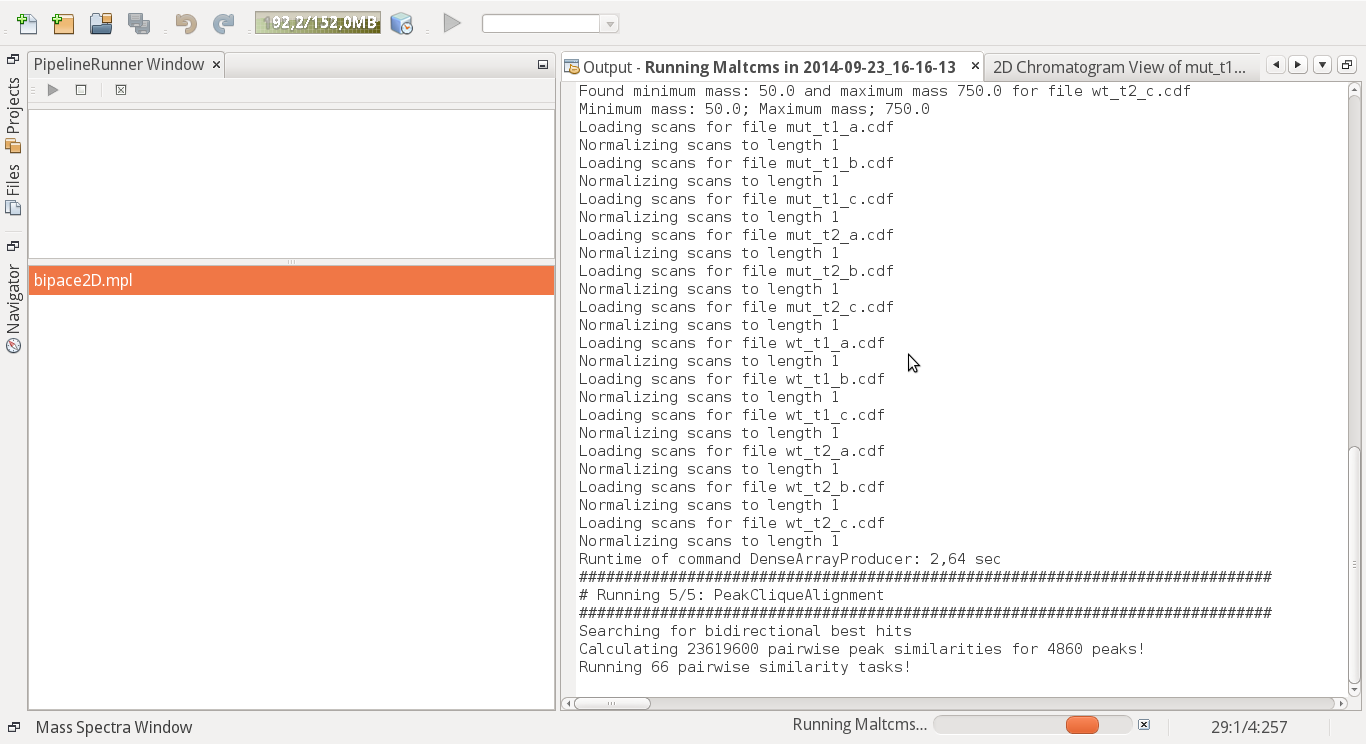 92,2/152,0MB
PipelineRunner Window
Projects
Files
Navigator
bipace2D.mpl
Output - Running Maltcms in 2014-09-23_16-16-13
2D Chromatogram View of mut_t1...
Found minimum mass: 50.0 and maximum mass 750.0 for file wt_t2_c.cdf
Minimum mass: 50.0; Maximum mass; 750.0
Loading scans for file mut_t1_a.cdf
Normalizing scans to length 1
Loading scans for file mut_t1_b.cdf
Normalizing scans to length 1
Loading scans for file mut_t1_c.cdf
Normalizing scans to length 1
Loading scans for file mut_t2_a.cdf
Normalizing scans to length 1
Loading scans for file mut_t2_b.cdf
Normalizing scans to length 1
Loading scans for file mut_t2_c.cdf
Normalizing scans to length 1
Loading scans for file wt_t1_a.cdf
Normalizing scans to length 1
Loading scans for file wt_t1_b.cdf
Normalizing scans to length 1
Loading scans for file wt_t1_c.cdf
Normalizing scans to length 1
Loading scans for file wt_t2_a.cdf
Normalizing scans to length 1
Loading scans for file wt_t2_b.cdf
Normalizing scans to length 1
Loading scans for file wt_t2_c.cdf
Normalizing scans to length 1
Runtime of command DenseArrayProducer: 2,64 sec
#############################################################################
# Running 5/5: PeakCliqueAlignment
#############################################################################
Searching for bidirectional best hits
Calculating 23619600 pairwise peak similarities for 4860 peaks!
Running 66 pairwise similarity tasks!
Mass Spectra Window
Running Maltcms...
29:1/4:257